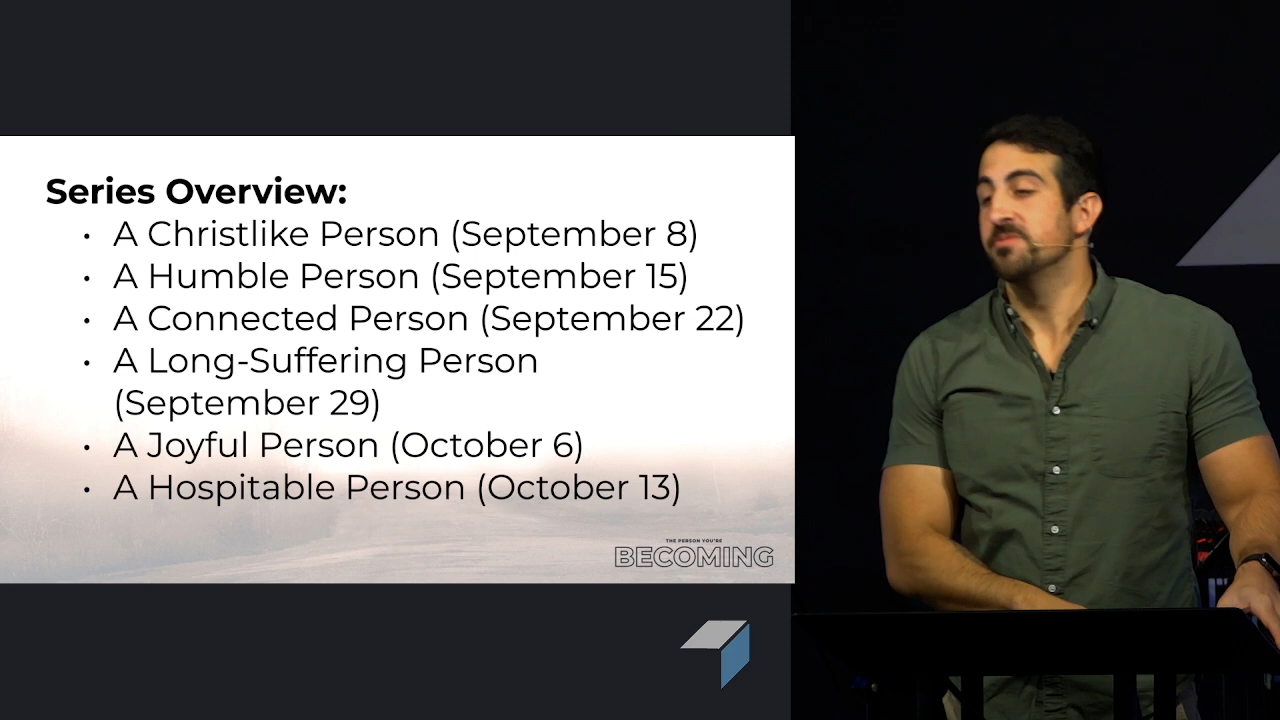 Series Overview:
• A Christlike Person (September 8)
• A Humble Person (September 15)
• A Connected Person (September 22)
• A Long-Suffering Person
(September 29)
• A Joyful Person (October 6)
• A Hospitable Person (October 13)
THE PERSON YOU'RE
BECOMING